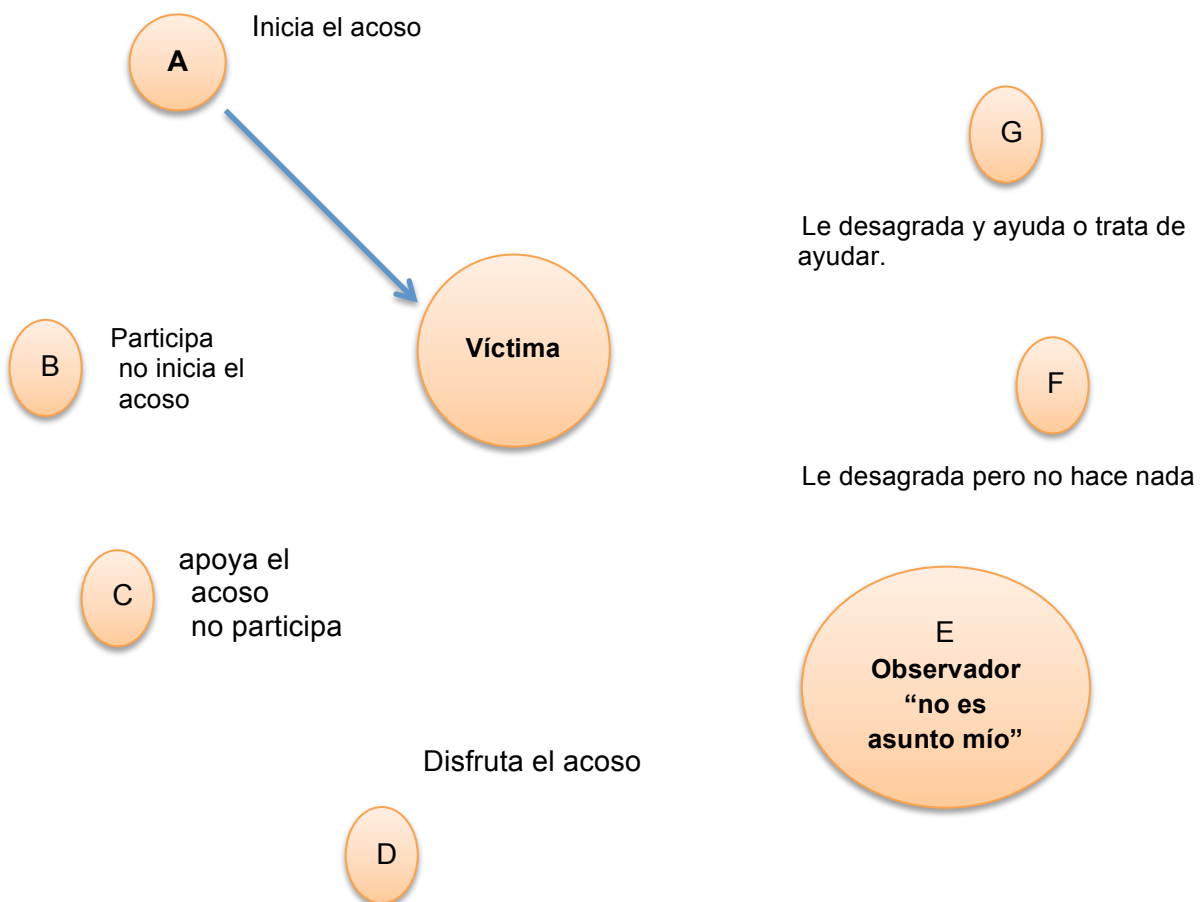 Inicia el acoso
A
G
Le desagrada y ayuda o trata de
ayudar.
Víctima
B
Participa
no inicia el
acoso
F
Le desagrada pero no hace nada
C
apoya el
acoso
no participa
E
Observador
“no es
asunto mío”
Disfruta el acoso
D